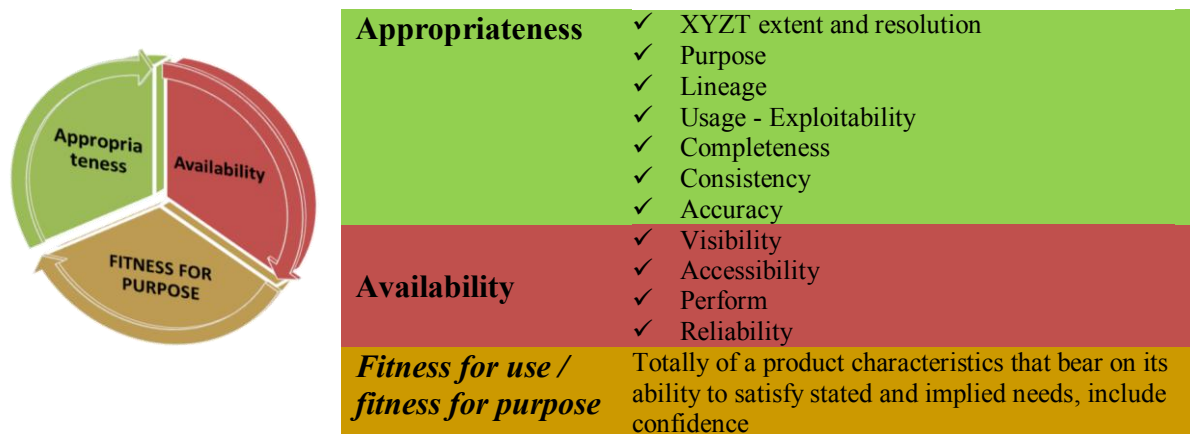 Appropria
teness
Availability
FITNESS FOR
PURPOSE
Appropriateness
✓ XYZT extent and resolution
✓ Purpose
✓ Lineage
✓ Usage - Exploitability
✓ Completeness
✓ Consistency
✓ Accuracy
Availability
✓ Visibility
✓ Accessibility
✓ Perform
✓ Reliability
Fitness for use /
fitness for purpose
Totally of a product characteristics that bear on its
ability to satisfy stated and implied needs, include
confidence